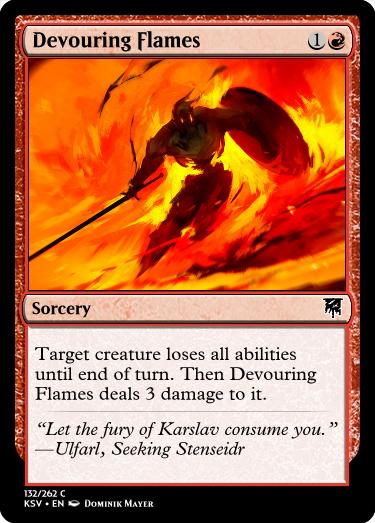 Devouring Flames 1
Sorcery
Target creature loses all abilities
until end of turn. Then Devouring
Flames deals 3 damage to it.
“Let the fury of Karslav consume you.”
—Ulfarl, Seeking Stenseidr
132/262 C
KSV • EN Dominik Mayer